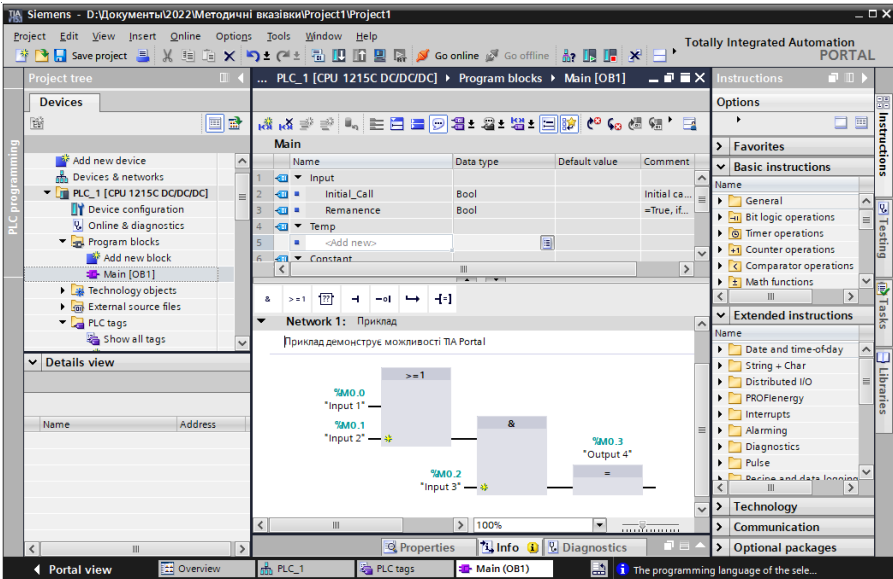 Siemens - D:\Документы\2022\Методичні вказівки\Project1\Project1
Project Edit View Insert Online Options Tools Window Help
Totally Integrated Automation
PORTAL
Save project
Go online
Go offline
Project tree
Devices
PLC programming
Add new device
Devices & networks
PLC_1 [CPU 1215C DC/DC/DC]
Device configuration
Online & diagnostics
Program blocks
Add new block
Main [OB1]
Technology objects
External source files
PLC tags
Show all tags
Details view
Name Address
... PLC_1 [CPU 1215C DC/DC/DC] Program blocks Main [OB1]
Main
Name Data type Default value Comment
1 Input
2 Initial_Call Bool Initial ca...
3 Remanence Bool =True, if...
4 Temp
5 <Add new>
6 Constant
& >=1 [??] -o| [=]
Network 1: Приклад
Приклад демонструє можливості TIA Portal
>=1
%M0.0
"Input 1"
%M0.1
"Input 2"
&
%M0.2
"Input 3"
%M0.3
"Output 4"
=
100%
Properties Info Diagnostics
Instructions
Options
Favorites
Basic instructions
Name
General
Bit logic operations
Timer operations
Counter operations
Comparator operations
Math functions
Extended instructions
Name
Date and time-of-day
String + Char
Distributed I/O
PROFIenergy
Interrupts
Alarming
Diagnostics
Pulse
Recipe and data logging
Technology
Communication
Optional packages
Instructions
Testing
Tasks
Libraries
Portal view Overview PLC_1 PLC tags Main (OB1) The programming language of the sele...